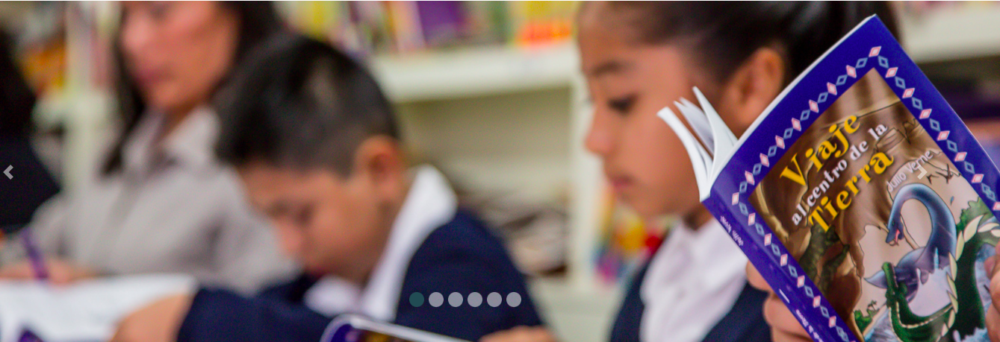 Viaje
al centro de la
Tierra
Julio Verne